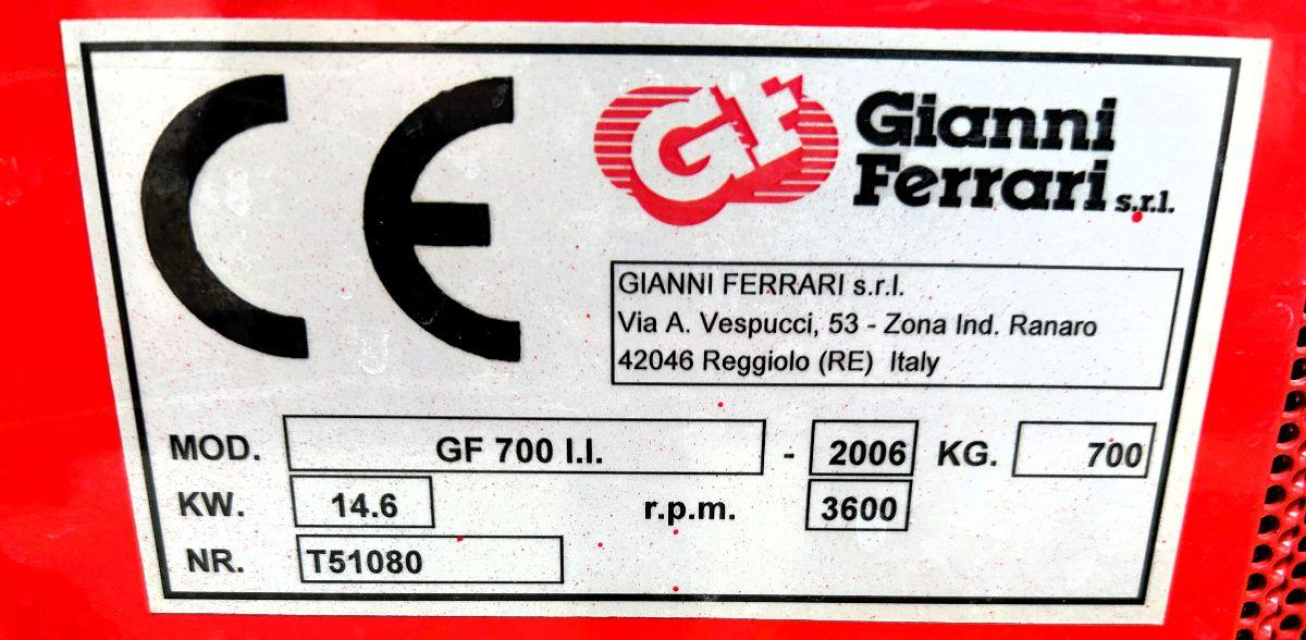 CE
GF
Gianni
Ferrari s.r.l.
GIANNI FERRARI s.r.l.
Via A. Vespucci, 53 - Zona Ind. Ranaro
42046 Reggiolo (RE) Italy
MOD. GF 700 I.I. - 2006 KG. 700
KW. 14.6 r.p.m. 3600
NR. T51080